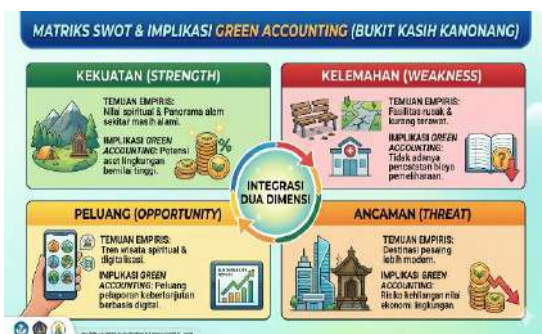 MATRIKS SWOT & IMPLIKASI GREEN ACCOUNTING (BUKIT KASIH KANONANG)
KEKUATAN (STRENGTH)
TEMUAN EMPIRIS:
Nilai spiritual & Panorama alam
sekitar masih alami.
IMPLIKASI GREEN
ACCOUNTING: Potensi
aset lingkungan
bernilai tinggi.
KELEMAHAN (WEAKNESS)
TEMUAN EMPIRIS:
Fasilitas rusak &
kurang terawat.
IMPLIKASI GREEN
ACCOUNTING:
Tidak adanya
pencatatan biaya
pemeliharaan.
INTEGRASI
DUA DIMENSI
PELUANG (OPPORTUNITY)
TEMUAN EMPIRIS:
Tren wisata spiritual &
digitalisasi.
IMPLIKASI GREEN
ACCOUNTING: Peluang
pelaporan keberlanjutan
berbasis digital.
ANCAMAN (THREAT)
TEMUAN EMPIRIS:
Destinasi pesaing
lebih modern.
IMPLIKASI GREEN
ACCOUNTING:
Risiko kehilangan nilai
ekonomi lingkungan.